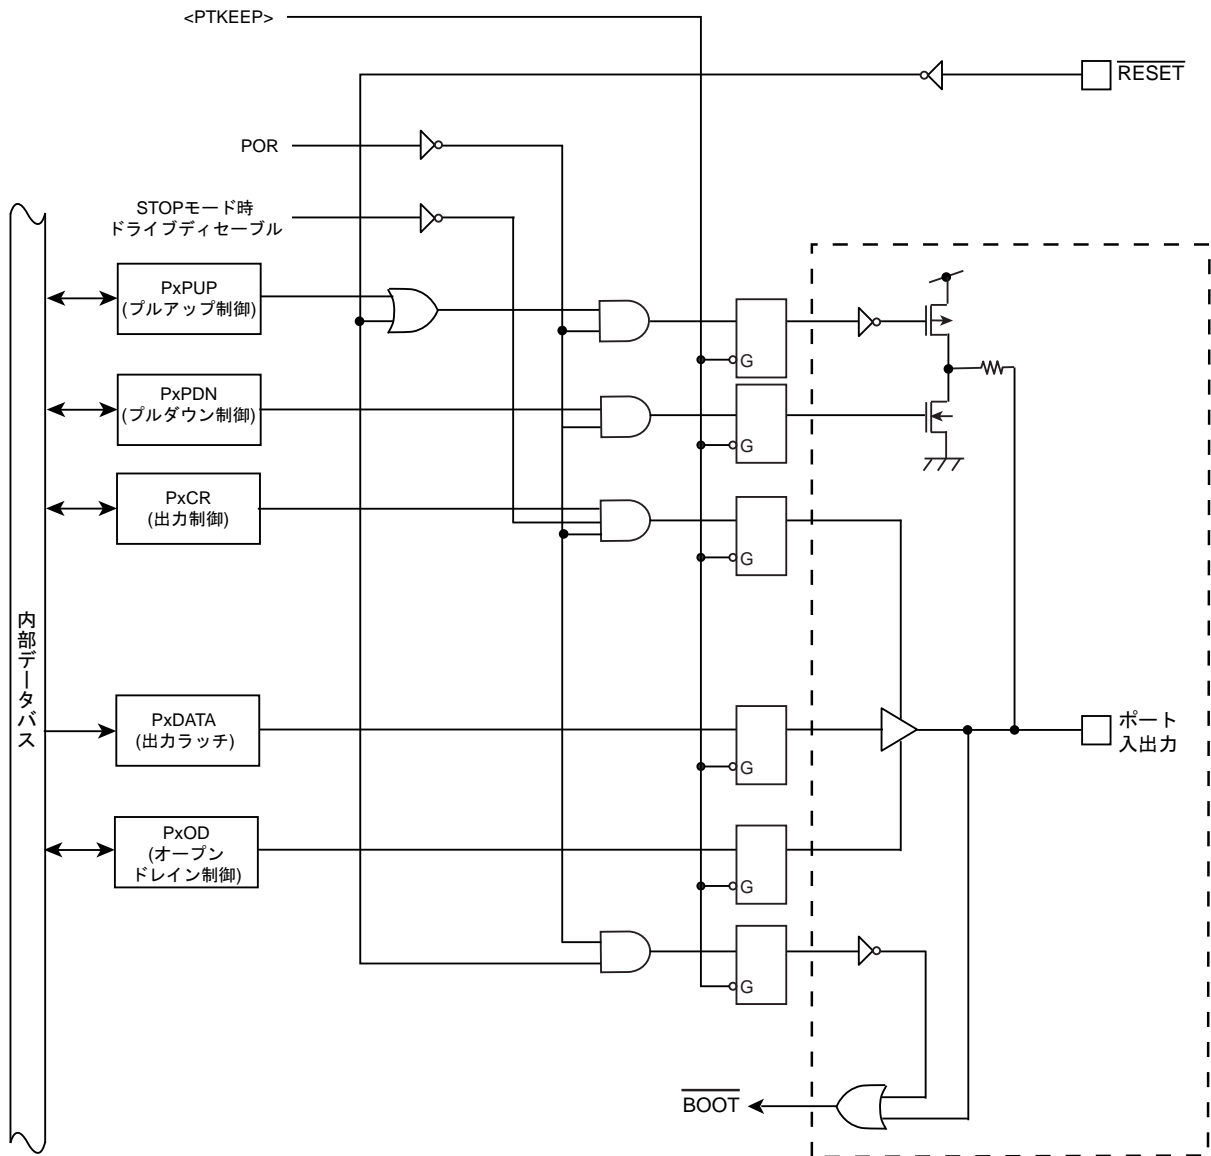 <PTKEEP>
RESET
POR
STOPモード時
ドライブディセーブル
PxPUP
(プルアップ制御)
G
PxPDN
(プルダウン制御)
G
PxCR
(出力制御)
G
内部データバス
PxDATA
(出力ラッチ)
G
ポート
入出力
PxOD
(オープン
ドレイン制御)
G
G
BOOT